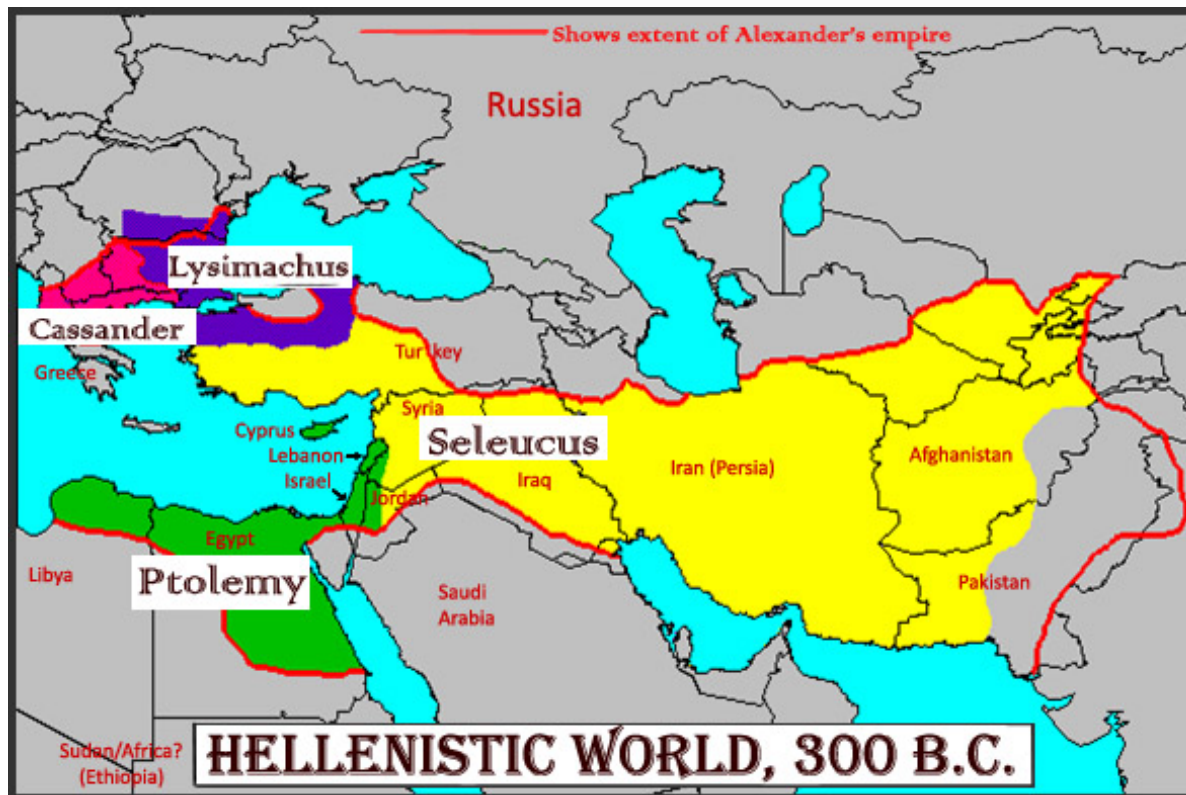 Shows extent of Alexander's empire
Russia
Lysimachus
Cassander
Greece
Turkey
Syria
Cyprus
Seleucus
Lebanon
Israel
Iraq
Iran (Persia)
Afghanistan
Jordan
Egypt
Libya
Ptolemy
Pakistan
Saudi
Arabia
HELLENISTIC WORLD, 300 B.C.
Sudan/Africa?
(Ethiopia)